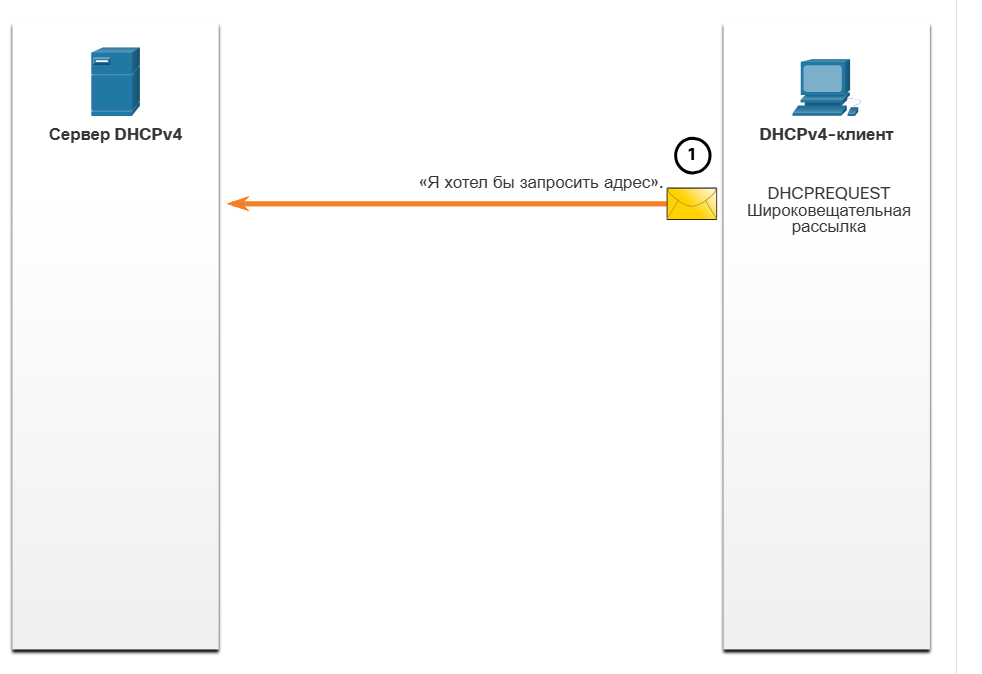 Сервер DHCPv4
DHCPv4-клиент
1
«Я хотел бы запросить адрес».
DHCPREQUEST
Широковещательная
рассылка